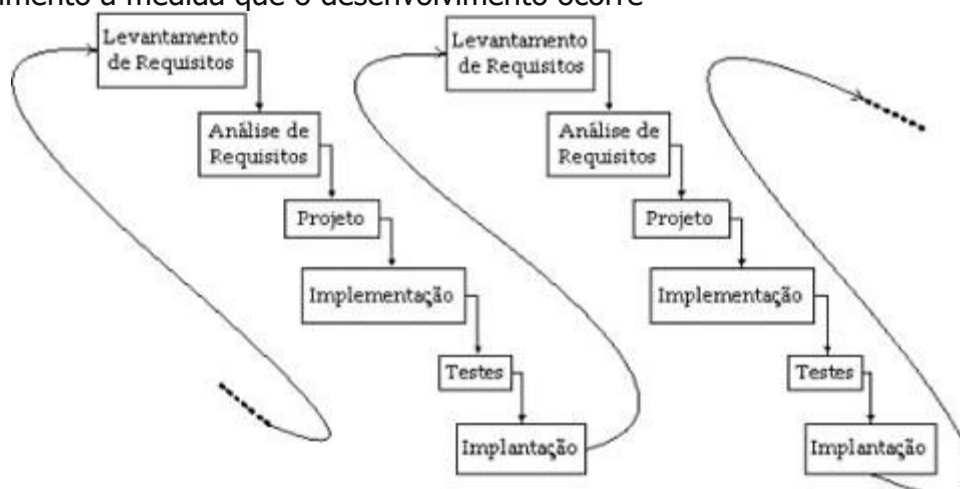 imento à medida que o desenvolvimento ocorre
Levantamento
de Requisitos
Análise de
Requisitos
Projeto
Implementação
Testes
Implantação
Levantamento
de Requisitos
Análise de
Requisitos
Projeto
Implementação
Testes
Implantação